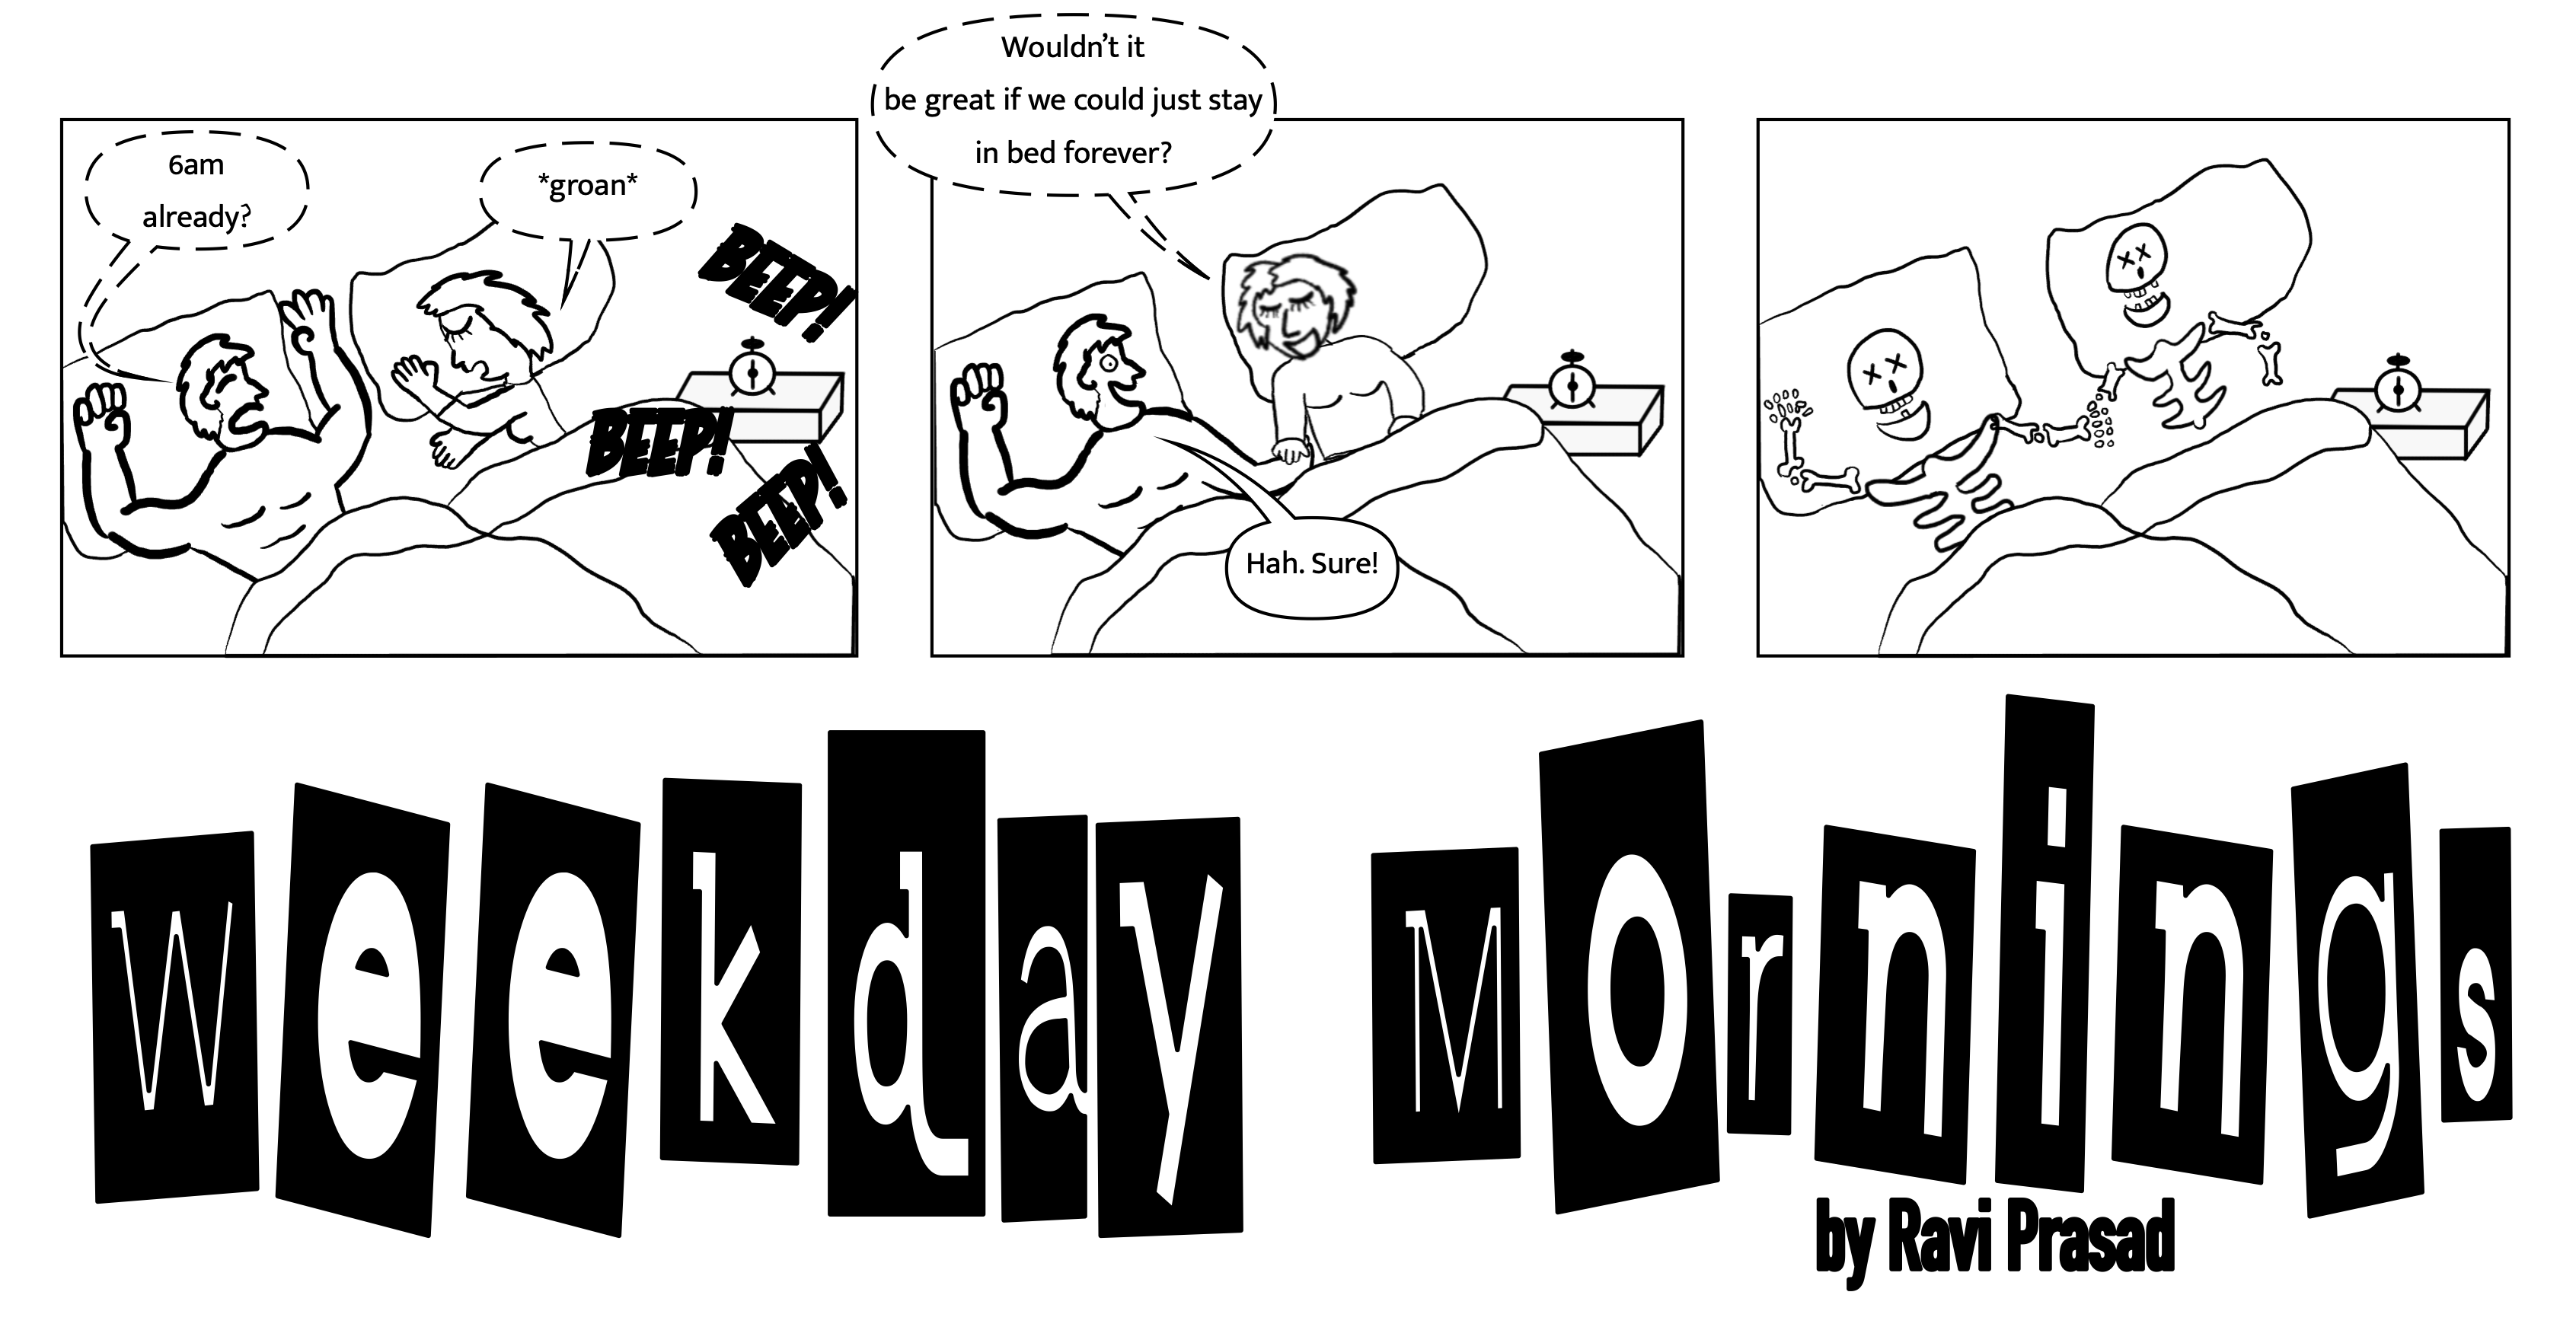 6am
already?
*groan*
BEEP!
BEEP!
BEEP!
Wouldn't it
be great if we could just stay
in bed forever?
Hah. Sure!
Weekday Mornings
by Ravi Prasad